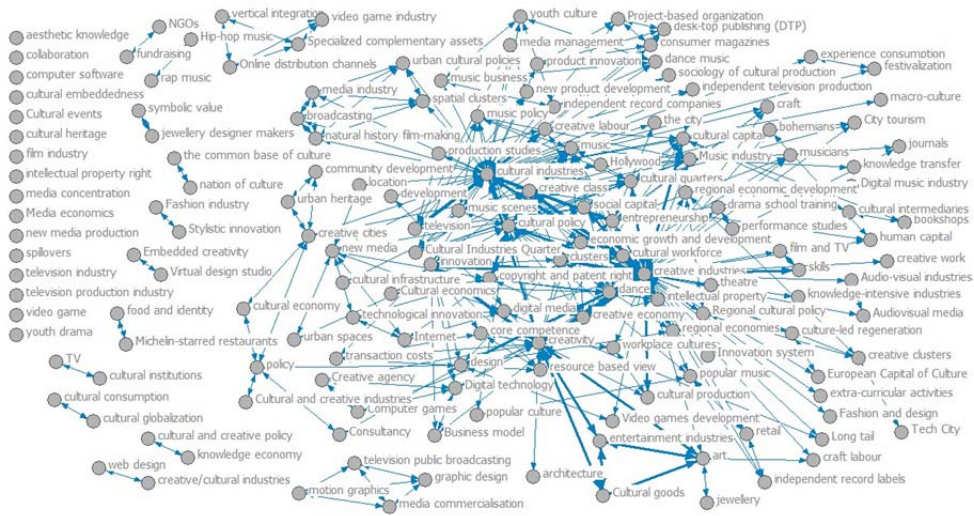 aesthetic knowledge
collaboration
computer software
cultural embeddedness
Cultural events
cultural heritage
film industry
intellectual property right
media concentration
Media economics
new media production
spilovers
television industry
television production industry
video game
youth drama
TV
cultural institutions
cultural consumption
cultural globalization
cultural and creative policy
knowledge economy
web design
creative/cultural industries
NGOs
fundraising
Hip-hop music
rap music
symbolic value
jewellery designer makers
the common base of culture
nation of culture
Fashion industry
Stylistic innovation
Embedded creativity
Virtual design studio
food and identity
Michelin-starred restaurants
vertical integration
video game industry
Specialized complementary assets
Online distribution channels
youth culture
media management
Project-based organization
desk-top publishing (DTP)
consumer magazines
dance music
product innovation
sociology of cultural production
experience consumption
festivalization
urban cultural policies
music business
new product development
independent television production
media industry
spatial clusters
independent record companies
craft
macro-culture
broadcasting
music policy
creative labour
the city
bohemians
City tourism
natural history film-making
cultural capital
production studies
music
Music industry
musicians
journals
Hollywood
knowledge transfer
community development
cultural industries
cultural quarters
Digital music industry
location
creative class
regional economic development
urban heritage
development
music scenes
social capital
drama school training
cultural intermediaries
bookshops
creative cities
television
cultural policy
entrepreneurship
performance studies
human capital
new media
Cultural Industries Quarter
economic growth and development
film and TV
innovation
clusters
cultural workforce
creative work
cultural infrastructure
copyright and patent right
creative industries
skills
Audio-visual industries
Cultural economics
dance
theatre
intellectual property
knowledge-intensive industries
cultural economy
technological innovation
digital media
creative economy
Regional cultural policy
Audiovisual media
urban spaces
Internet
core competence
creativity
regional economies
culture-led regeneration
transaction costs
workplace cultures
Innovation system
creative clusters
policy
design
resource based view
popular music
European Capital of Culture
Creative agency
Digital technology
cultural production
extra-curricular activities
Cultural and creative industries
Computer games
popular culture
Video games development
Fashion and design
Consultancy
Business model
entertainment industries
retail
Long tail
Tech City
television public broadcasting
graphic design
architecture
art
craft labour
motion graphics
media commercialisation
Cultural goods
jewellery
independent record labels